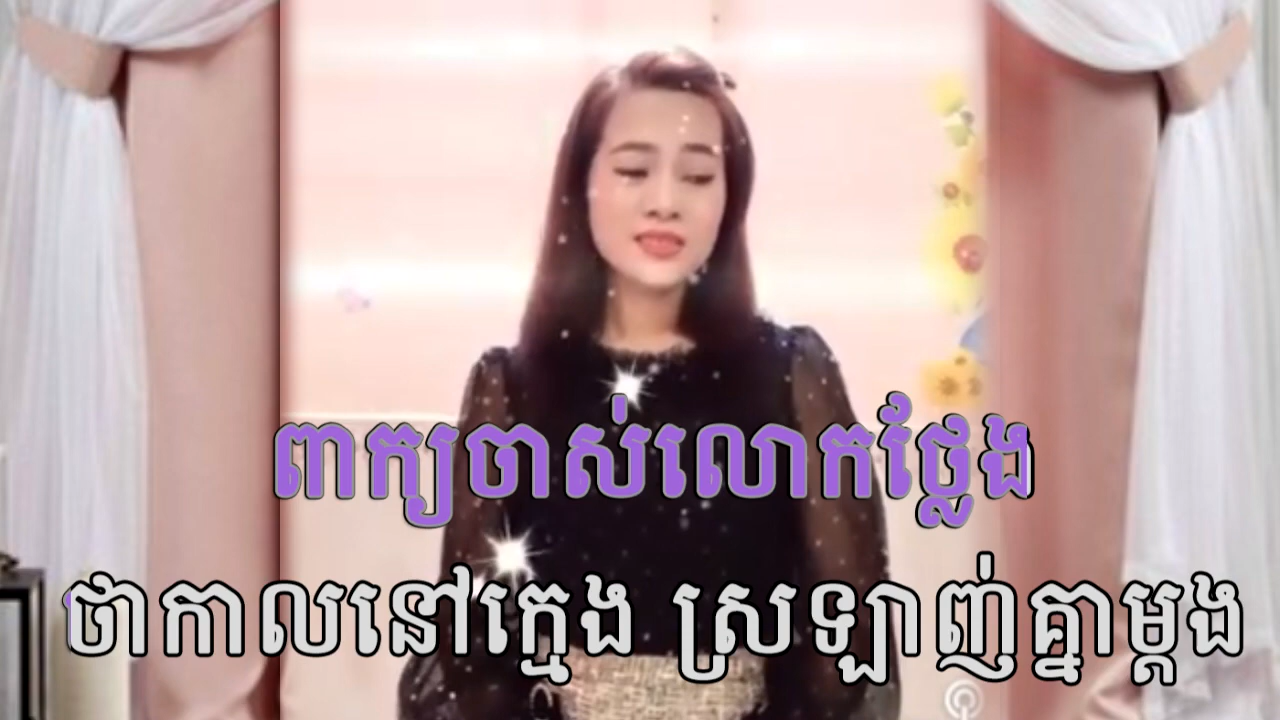 ពាក្យចាស់លោកថ្លែង
ថាកាលនៅក្មេង ស្រឡាញ់គ្នាម្ដង